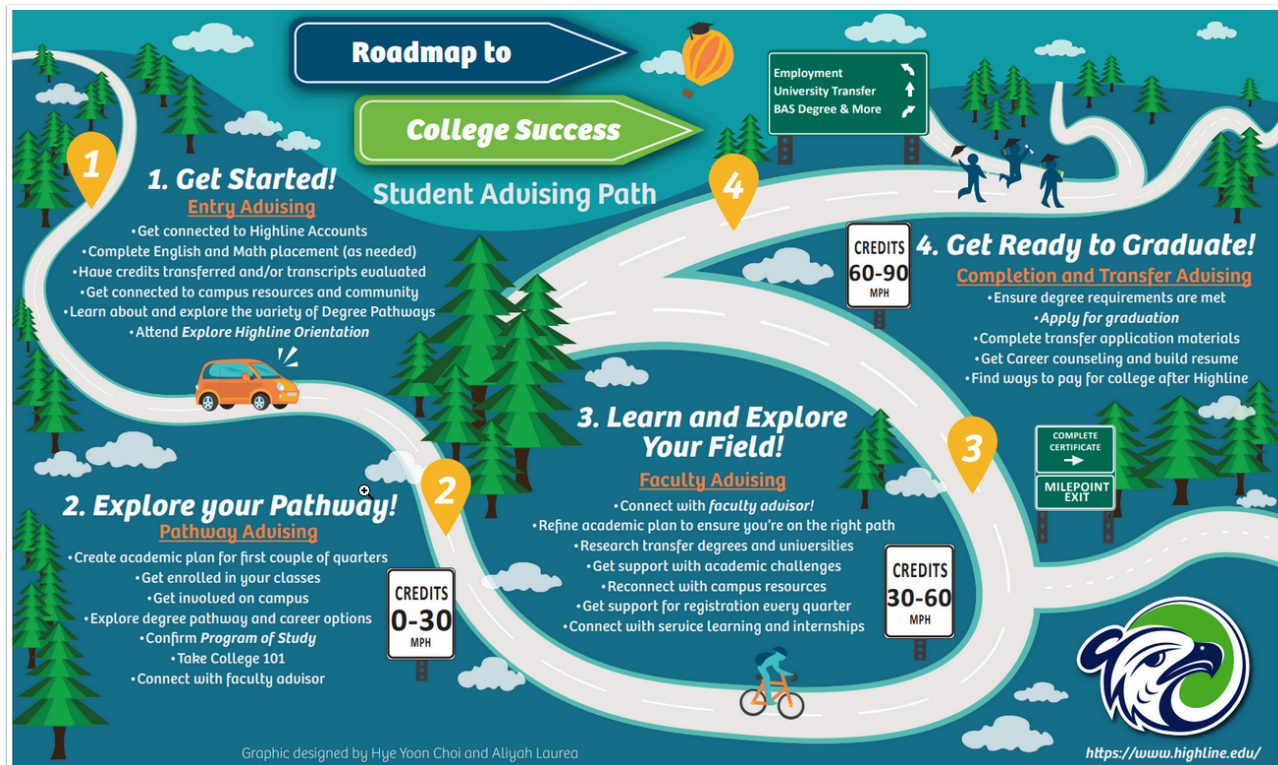 Roadmap to
College Success
Student Advising Path
Employment
University Transfer
BAS Degree & More
1
1. Get Started!
Entry Advising
•Get connected to Highline Accounts
•Complete English and Math placement (as needed)
•Have credits transferred and/or transcripts evaluated
•Get connected to campus resources and community
•Learn about and explore the variety of Degree Pathways
•Attend Explore Highline Orientation
2
2. Explore your Pathway!
Pathway Advising
•Create academic plan for first couple of quarters
•Get enrolled in your classes
•Get involved on campus
•Explore degree pathway and career options
•Confirm Program of Study
•Take College 101
•Connect with faculty advisor
CREDITS
0-30
MPH
3
3. Learn and Explore
Your Field!
Faculty Advising
•Connect with faculty advisor!
•Refine academic plan to ensure you're on the right path
•Research transfer degrees and universities
•Get support with academic challenges
•Reconnect with campus resources
•Get support for registration every quarter
•Connect with service learning and internships
CREDITS
30-60
MPH
COMPLETE
CERTIFICATE
MILEPOINT
EXIT
4
CREDITS
60-90
MPH
4. Get Ready to Graduate!
Completion and Transfer Advising
•Ensure degree requirements are met
•Apply for graduation
•Complete transfer application materials
•Get Career counseling and build resume
•Find ways to pay for college after Highline
Graphic designed by Hye Yoon Choi and Aliyah Laurea
https://www.highline.edu/